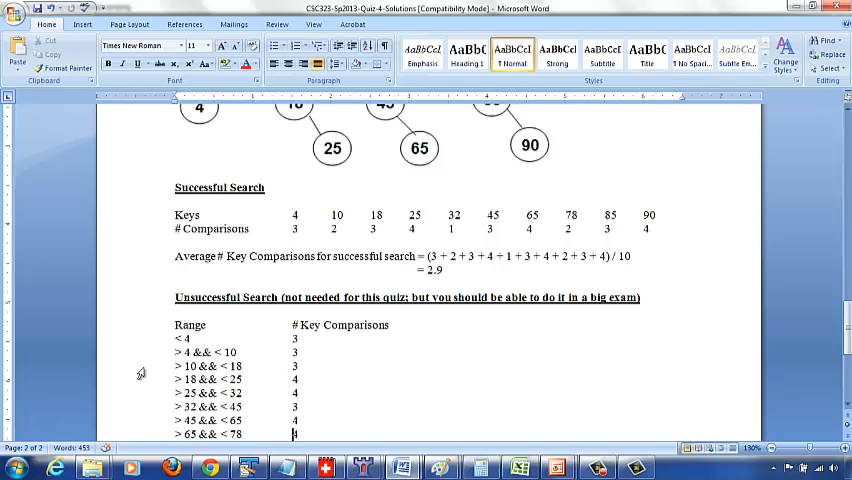 CSC323-Sp2013-Quiz-4-Solutions [Compatibility Mode] - Microsoft Word
Home Insert Page Layout References Mailings Review View Acrobat
Cut
Copy
Format Painter
Paste
Clipboard
Times New Roman 11
Font
Paragraph
AaBbCcL AaBbC AaBbCcI AaBbCcl AaBb AaBbCcI AaBbCcL
Emphasis Heading 1 ¶ Normal Strong Subtitle Title ¶ No Spaci... Subtle Em...
Styles
Change Styles
Find
Replace
Select
Editing
4 18 45
25 65 90
Successful Search
Keys 4 10 18 25 32 45 65 78 85 90
# Comparisons 3 2 3 4 1 3 4 2 3 4
Average # Key Comparisons for successful search = (3 + 2 + 3 + 4 + 1 + 3 + 4 + 2 + 3 + 4) / 10
= 2.9
Unsuccessful Search (not needed for this quiz; but you should be able to do it in a big exam)
Range # Key Comparisons
< 4 3
> 4 && < 10 3
> 10 && < 18 3
> 18 && < 25 4
> 25 && < 32 4
> 32 && < 45 3
> 45 && < 65 4
> 65 && < 78 4
Page: 2 of 2 Words: 453 130%